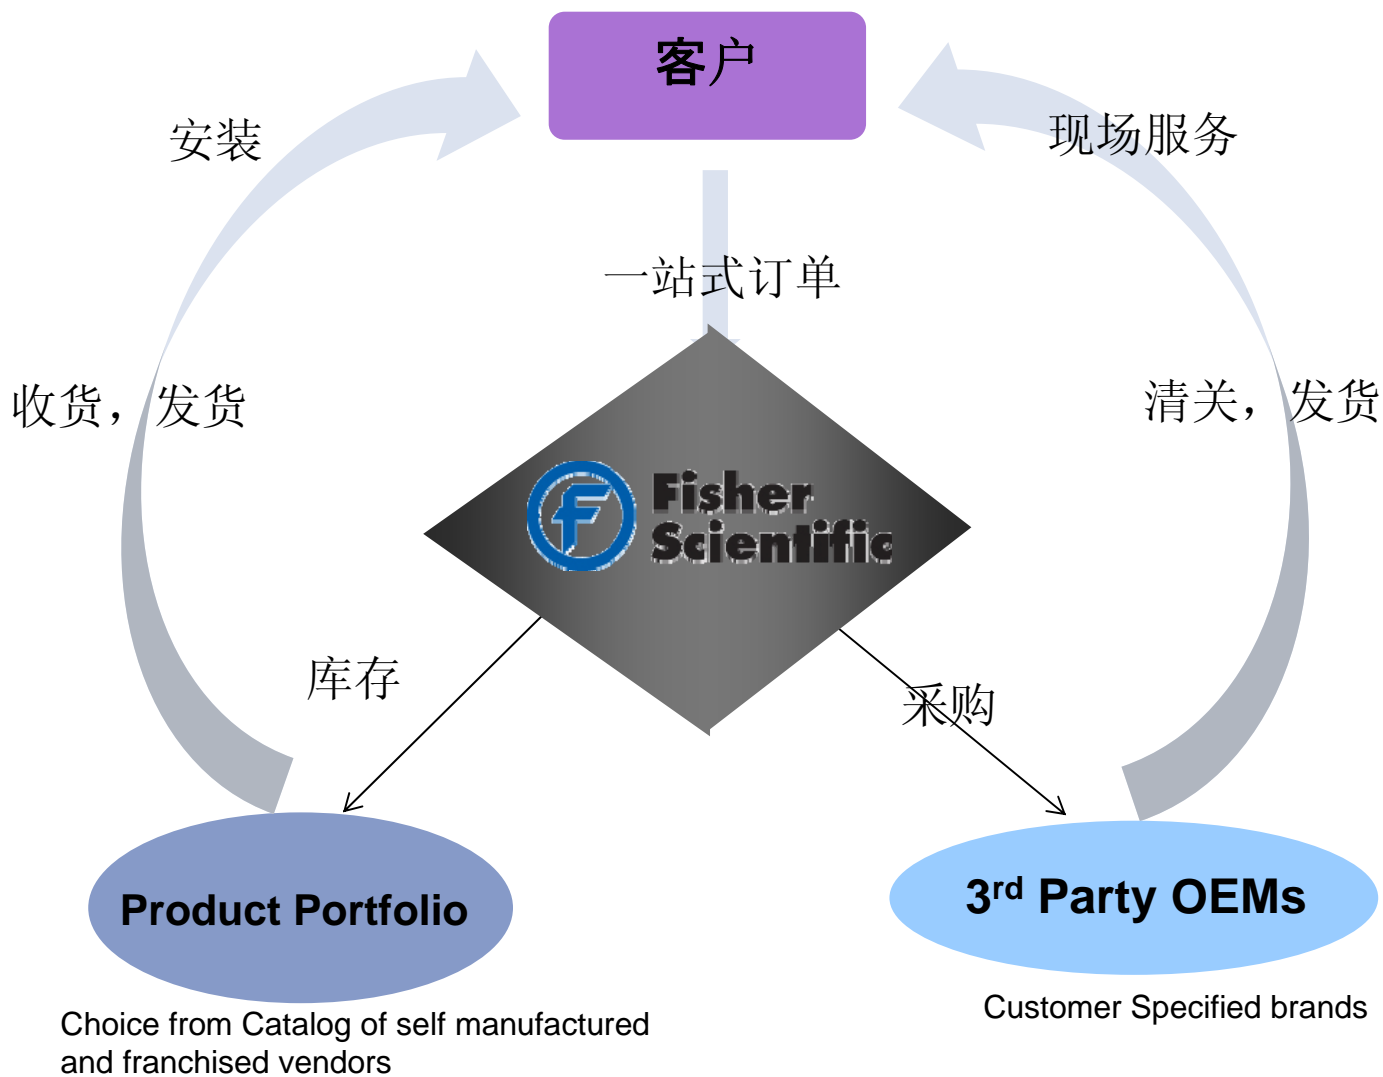 客户
安装
现场服务
一站式订单
收货，发货
清关，发货
Fisher
Scientific
库存
采购
Product Portfolio
3rd Party OEMs
Customer Specified brands
Choice from Catalog of self manufactured
and franchised vendors